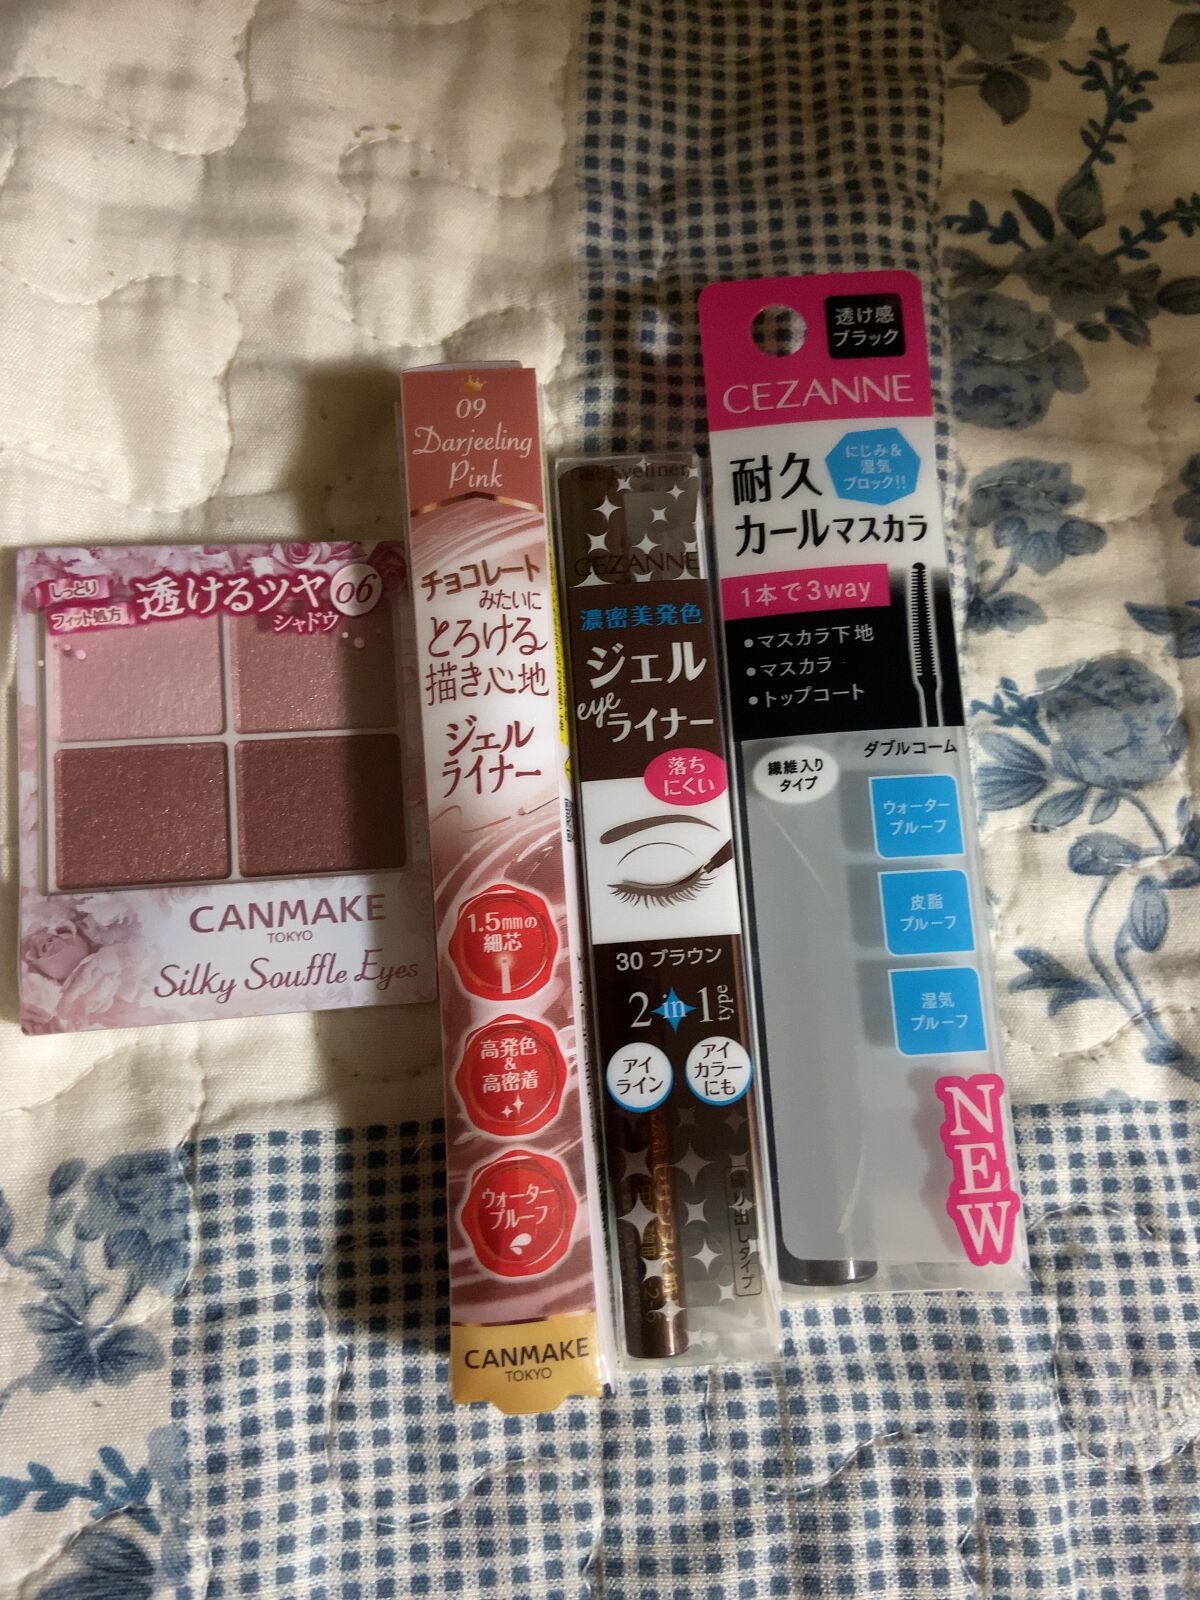 しっとり
フィット処方
透けるツヤ
シャドウ
06
CANMAKE
TOKYO
Silky Souffle Eyes
09
Darjeeling
Pink
チョコレート
みたいに
とろける
描き心地
ジェル
ライナー
1.5mmの
細芯
高発色
&
高密着
ウォーター
プルーフ
CANMAKE
TOKYO
Gel Eyeliner
CEZANNE
濃密美発色
ジェル
eye
ライナー
落ち
にくい
30 ブラウン
2 in 1 type
アイ
ライン
アイ
カラー
にも
透け感
ブラック
CEZANNE
耐久
カールマスカラ
にじみ&
湿気
ブロック!!
1本で3way
•マスカラ下地
•マスカラ
•トップコート
ダブルコーム
繊維入り
タイプ
ウォーター
プルーフ
皮脂
プルーフ
湿気
プルーフ
NEW